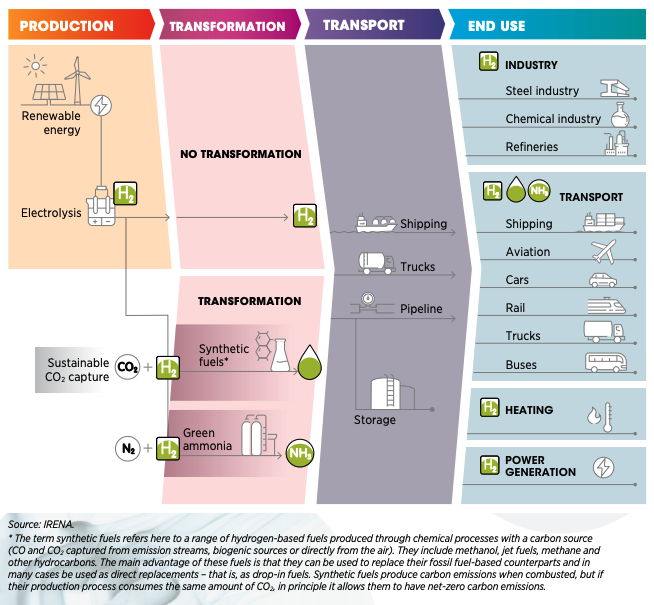 PRODUCTION
TRANSFORMATION
TRANSPORT
END USE
Renewable
energy
H2
Electrolysis
NO TRANSFORMATION
H2
TRANSFORMATION
Sustainable
CO₂ capture
CO2
+
H2
Synthetic
fuels*
N2
+
H2
Green
ammonia
NH3
Shipping
Trucks
Pipeline
Storage
H2
INDUSTRY
Steel industry
Chemical industry
Refineries
H2
NH3
TRANSPORT
Shipping
Aviation
Cars
Rail
Trucks
Buses
H2
HEATING
H2
POWER
GENERATION
Source: IRENA.
* The term synthetic fuels refers here to a range of hydrogen-based fuels produced through chemical processes with a carbon source
(CO and CO₂ captured from emission streams, biogenic sources or directly from the air). They include methanol, jet fuels, methane and
other hydrocarbons. The main advantage of these fuels is that they can be used to replace their fossil fuel-based counterparts and in
many cases be used as direct replacements – that is, as drop-in fuels. Synthetic fuels produce carbon emissions when combusted, but if
their production process consumes the same amount of CO₂, in principle it allows them to have net-zero carbon emissions.